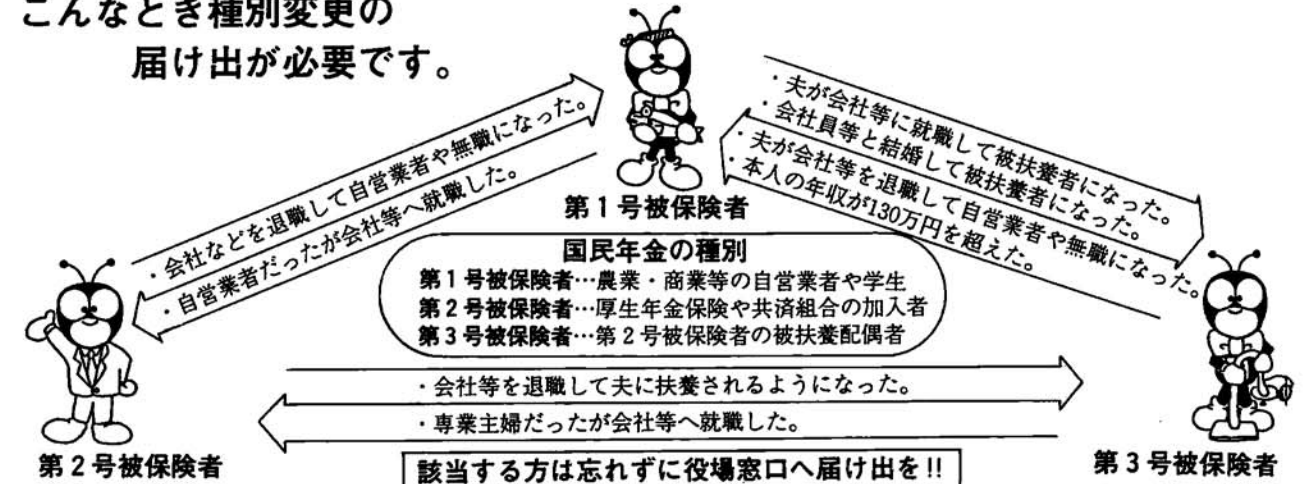 こんなとき種別変更の
届け出が必要です。
・会社などを退職して自営業者や無職になった。
・自営業者だったが会社等へ就職した。
第1号被保険者
・夫が会社等に就職して被扶養者になった。
・会社員等と結婚して被扶養者になった。
・夫が会社等を退職して自営業者や無職になった。
・本人の年収が130万円を超えた。
国民年金の種別
第1号被保険者…農業・商業等の自営業者や学生
第2号被保険者…厚生年金保険や共済組合の加入者
第3号被保険者…第2号被保険者の被扶養配偶者
・会社等を退職して夫に扶養されるようになった。
・専業主婦だったが会社等へ就職した。
第2号被保険者
第3号被保険者
該当する方は忘れずに役場窓口へ届け出を!!